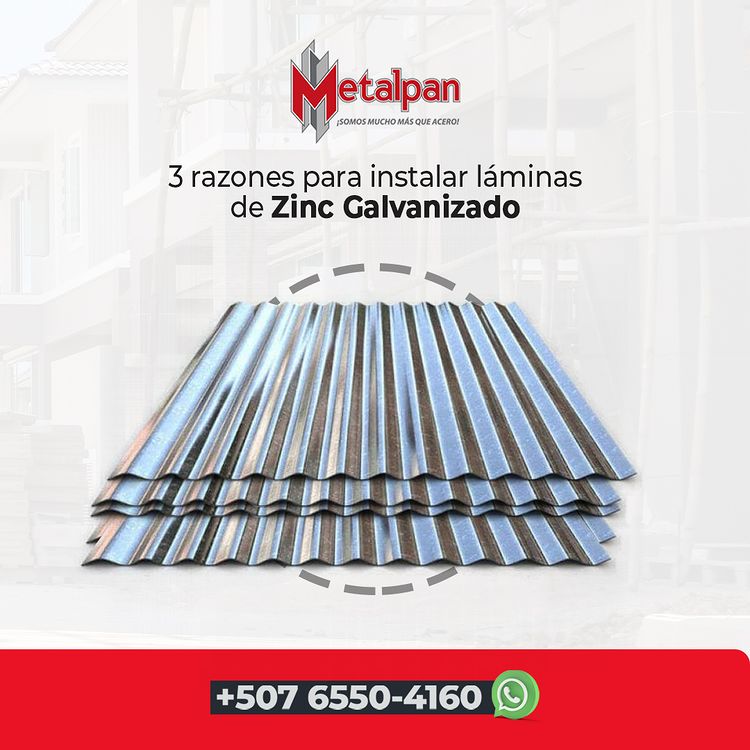 Metalpan
¡SOMOS MUCHO MÁS QUE ACERO!
3 razones para instalar láminas
de Zinc Galvanizado
+507 6550-4160